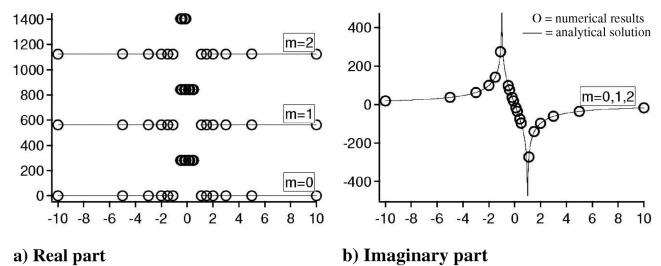 1400
1200
1000
800
600
400
200
0
m=2
m=1
m=0
-10 -8 -6 -4 -2 0 2 4 6 8 10
a) Real part
O = numerical results
— = analytical solution
400
200
0
-200
-400
m=0,1,2
-10 -8 -6 -4 -2 0 2 4 6 8 10
b) Imaginary part